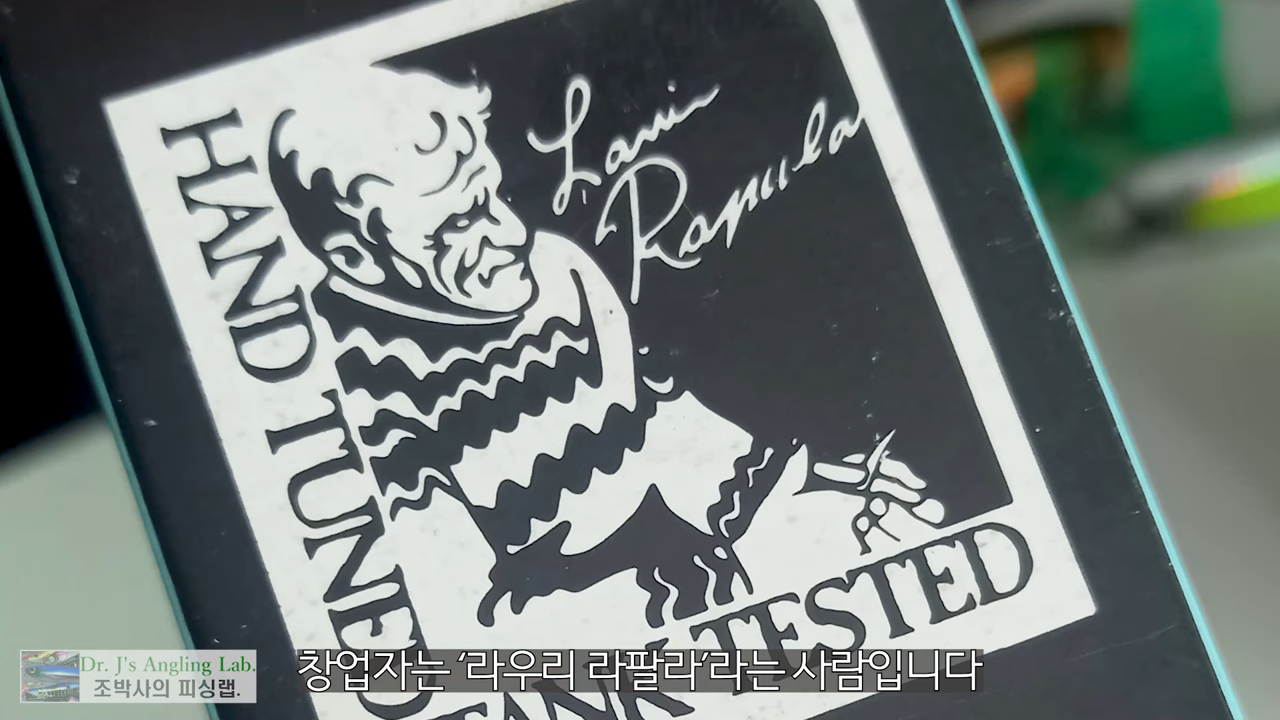 Lauri
Rapala
HAND TUNED
TANK TESTED
Dr. J's Angling Lab.
조박사의 피싱랩.
창업자는 '라우리 라팔라'라는 사람입니다